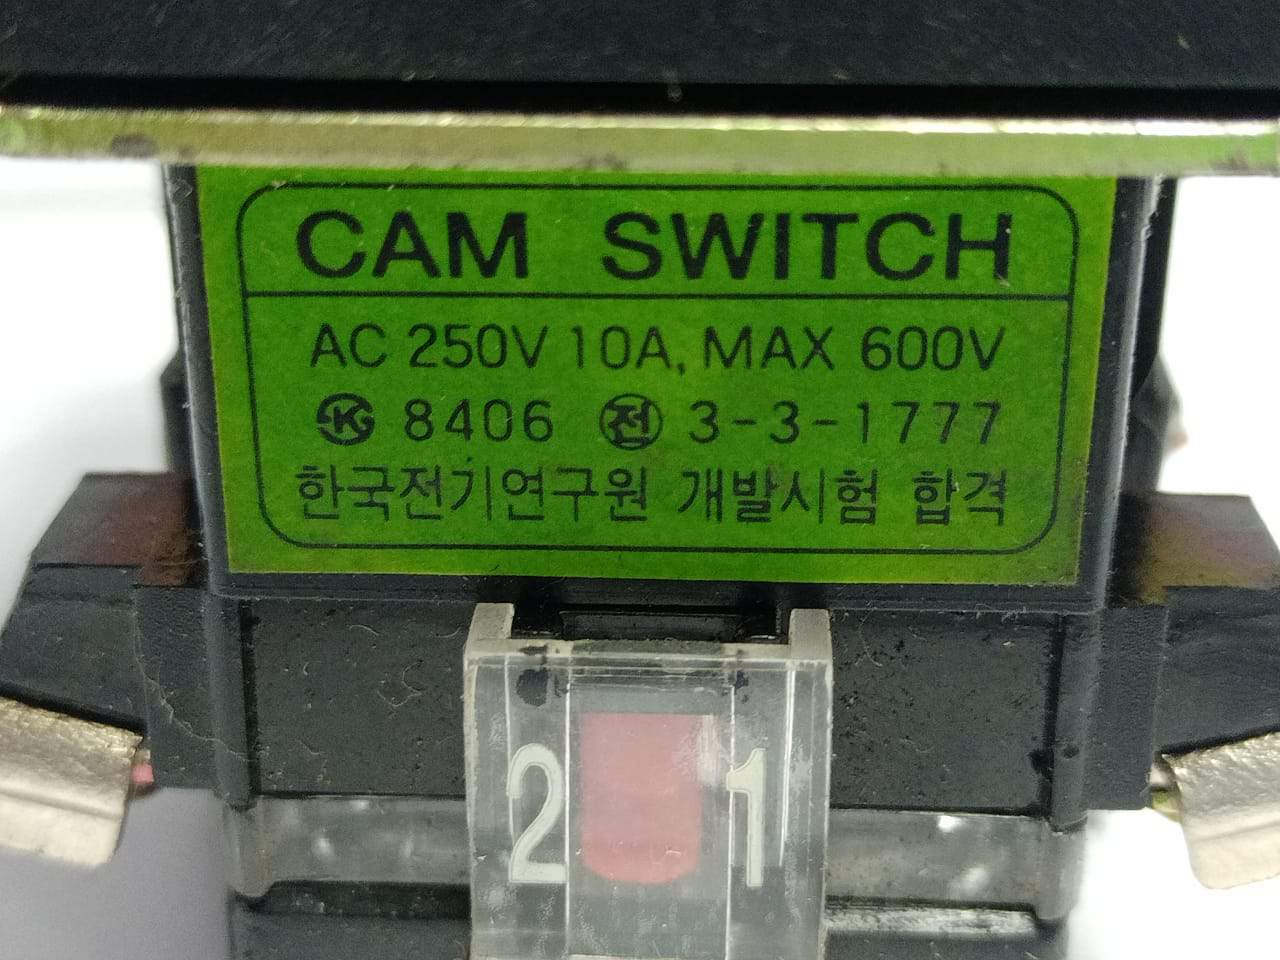 CAM SWITCH
AC 250V 10A, MAX 600V
K 8406 전 3-3-1777
한국전기연구원 개발시험 합격
2 1